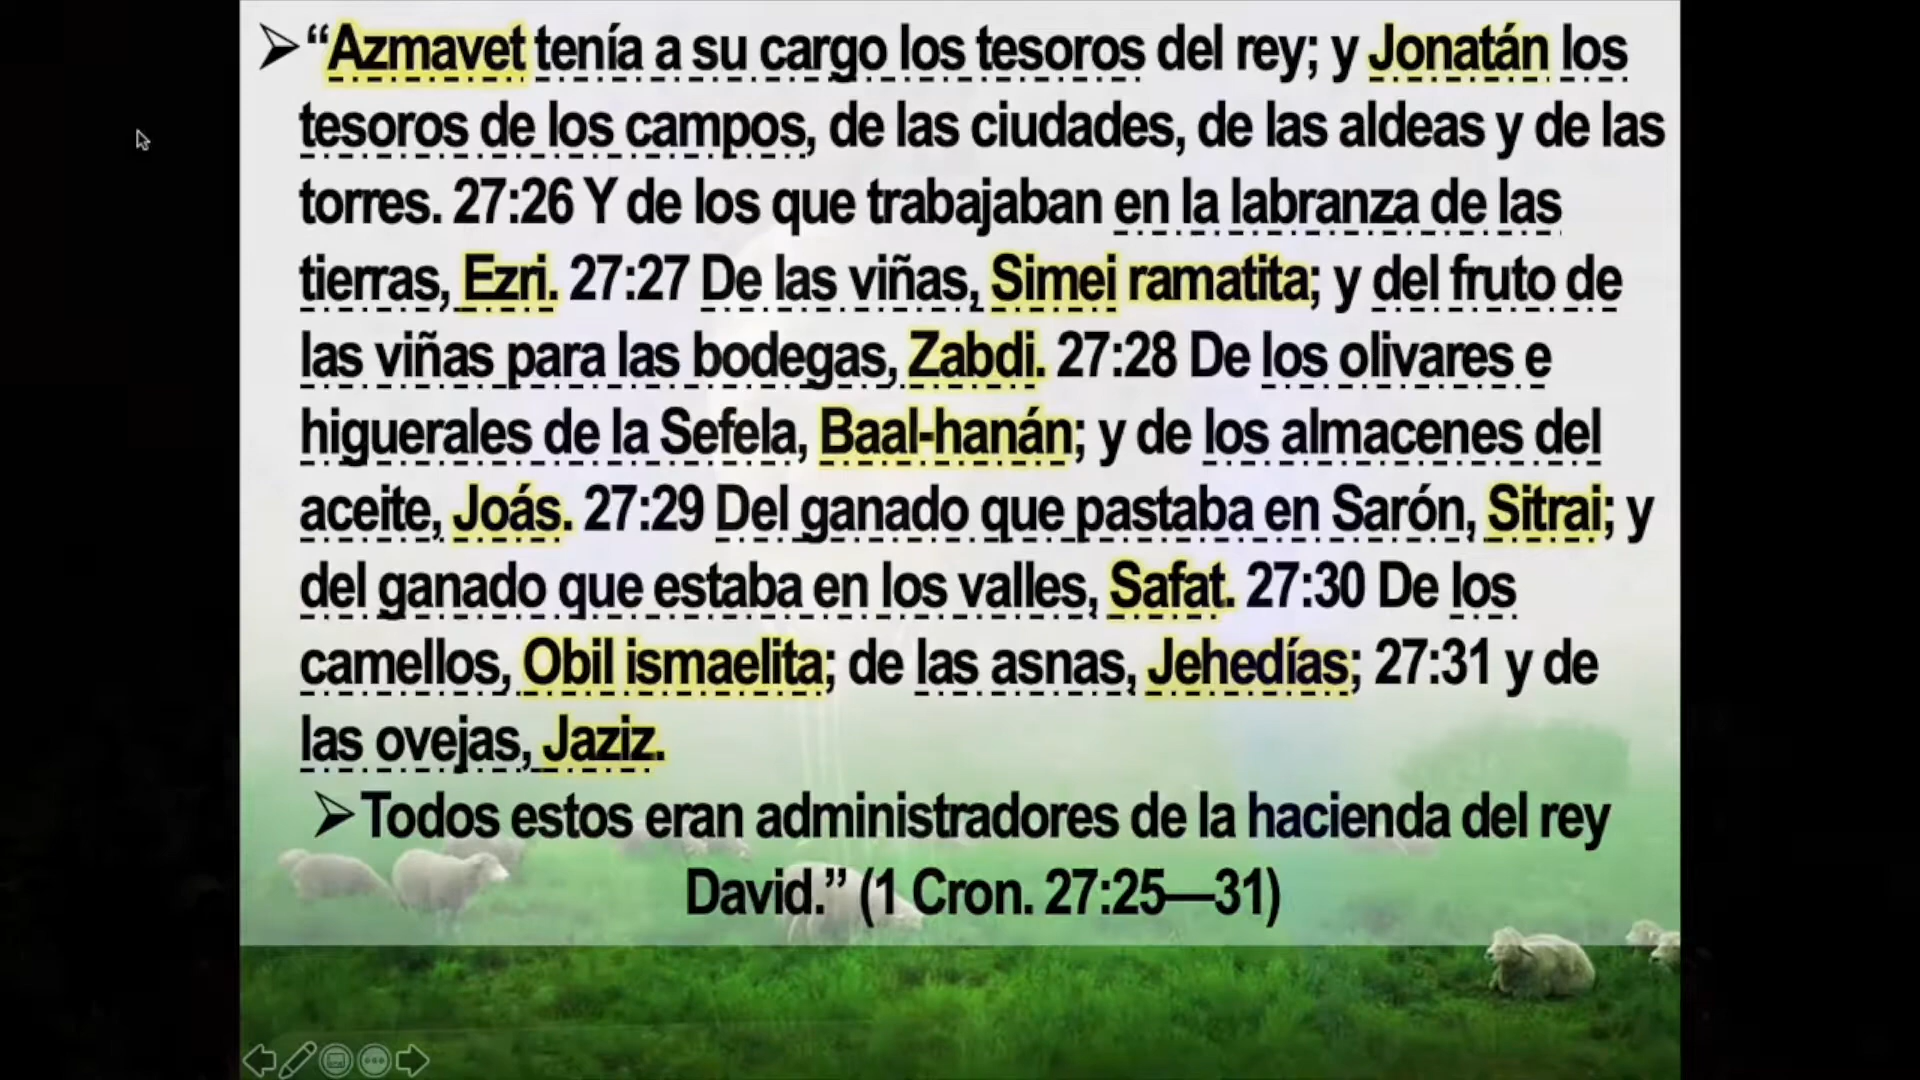 ➢“Azmavet tenía a su cargo los tesoros del rey; y Jonatán los
tesoros de los campos, de las ciudades, de las aldeas y de las
torres. 27:26 Y de los que trabajaban en la labranza de las
tierras, Ezri. 27:27 De las viñas, Simei ramatita; y del fruto de
las viñas para las bodegas, Zabdi. 27:28 De los olivares e
higuerales de la Sefela, Baal-hanán; y de los almacenes del
aceite, Joás. 27:29 Del ganado que pastaba en Sarón, Sitrai; y
del ganado que estaba en los valles, Safat. 27:30 De los
camellos, Obil ismaelita; de las asnas, Jehedías; 27:31 y de
las ovejas, Jaziz.
➢Todos estos eran administradores de la hacienda del rey
David.” (1 Cron. 27:25—31)